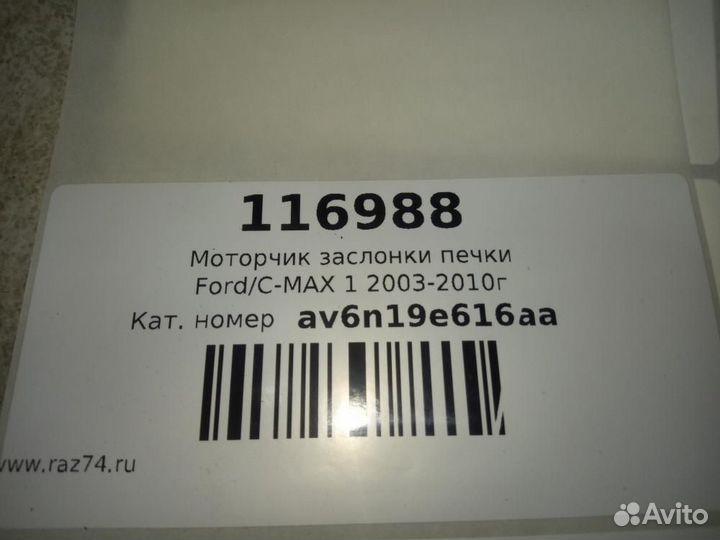 116988
Моторчик заслонки печки
Ford/C-MAX 1 2003-2010г
Кат. номер av6n19e616aa
www.raz74.ru
Avito